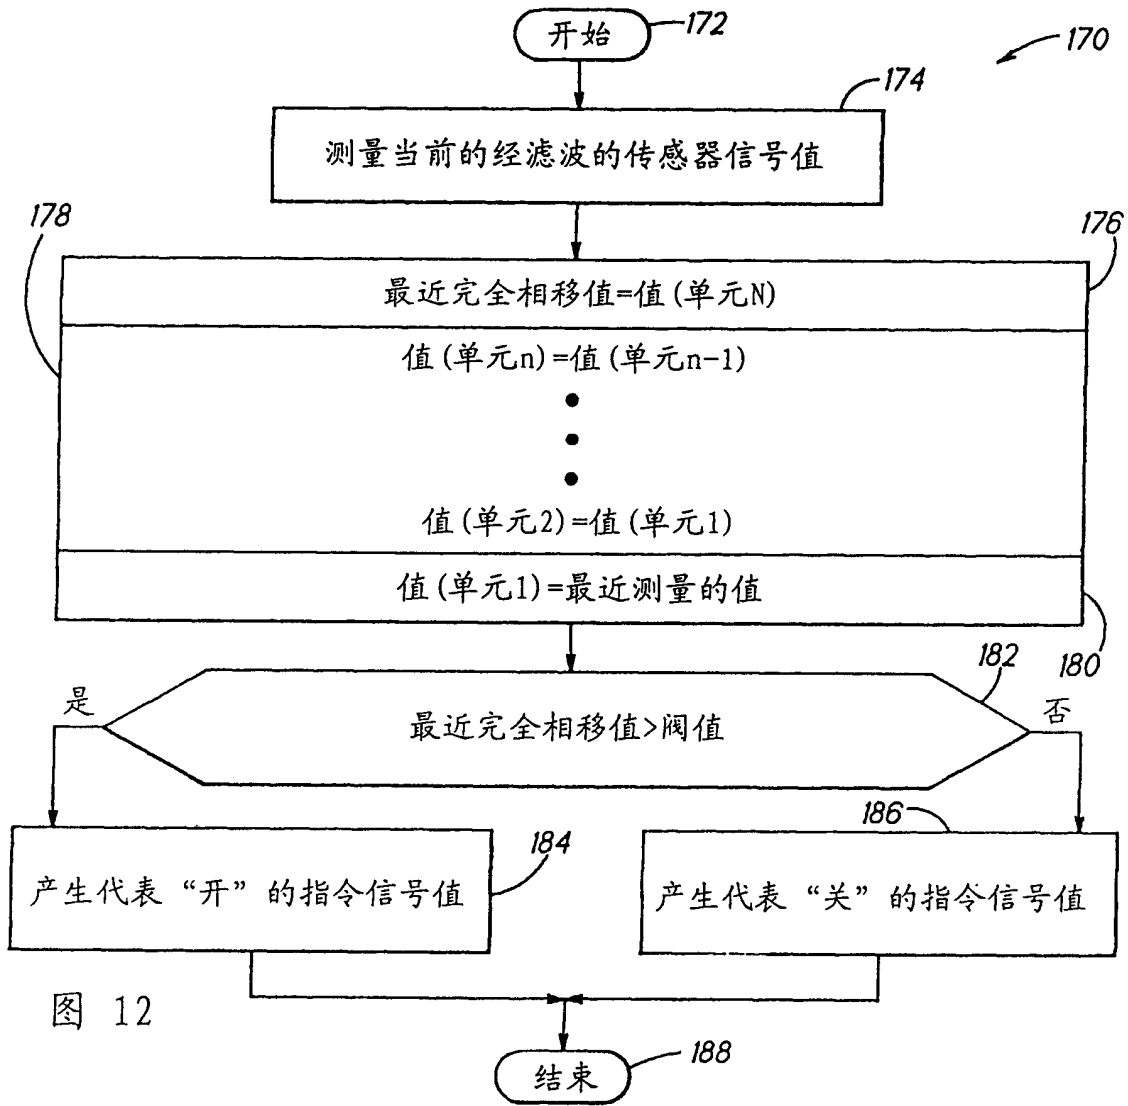 开始
172
170
174
测量当前的经滤波的传感器信号值
178
176
最近完全相移值=值(单元N)
值(单元n)=值(单元n-1)
值(单元2)=值(单元1)
值(单元1)=最近测量的值
180
182
是
否
最近完全相移值>阀值
184
186
产生代表“开”的指令信号值
产生代表“关”的指令信号值
图 12
188
结束